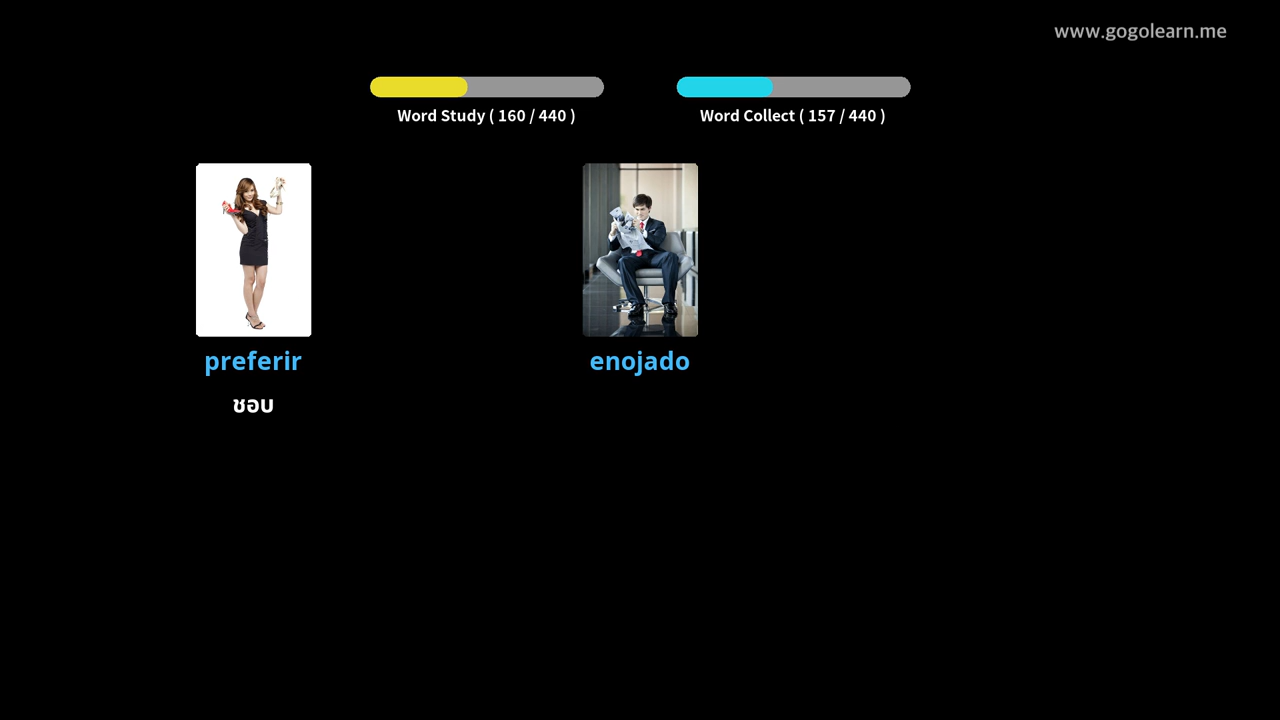 www.gogolearn.me
Word Study ( 160 / 440 )
Word Collect ( 157 / 440 )
preferir
enojado
ชอบ